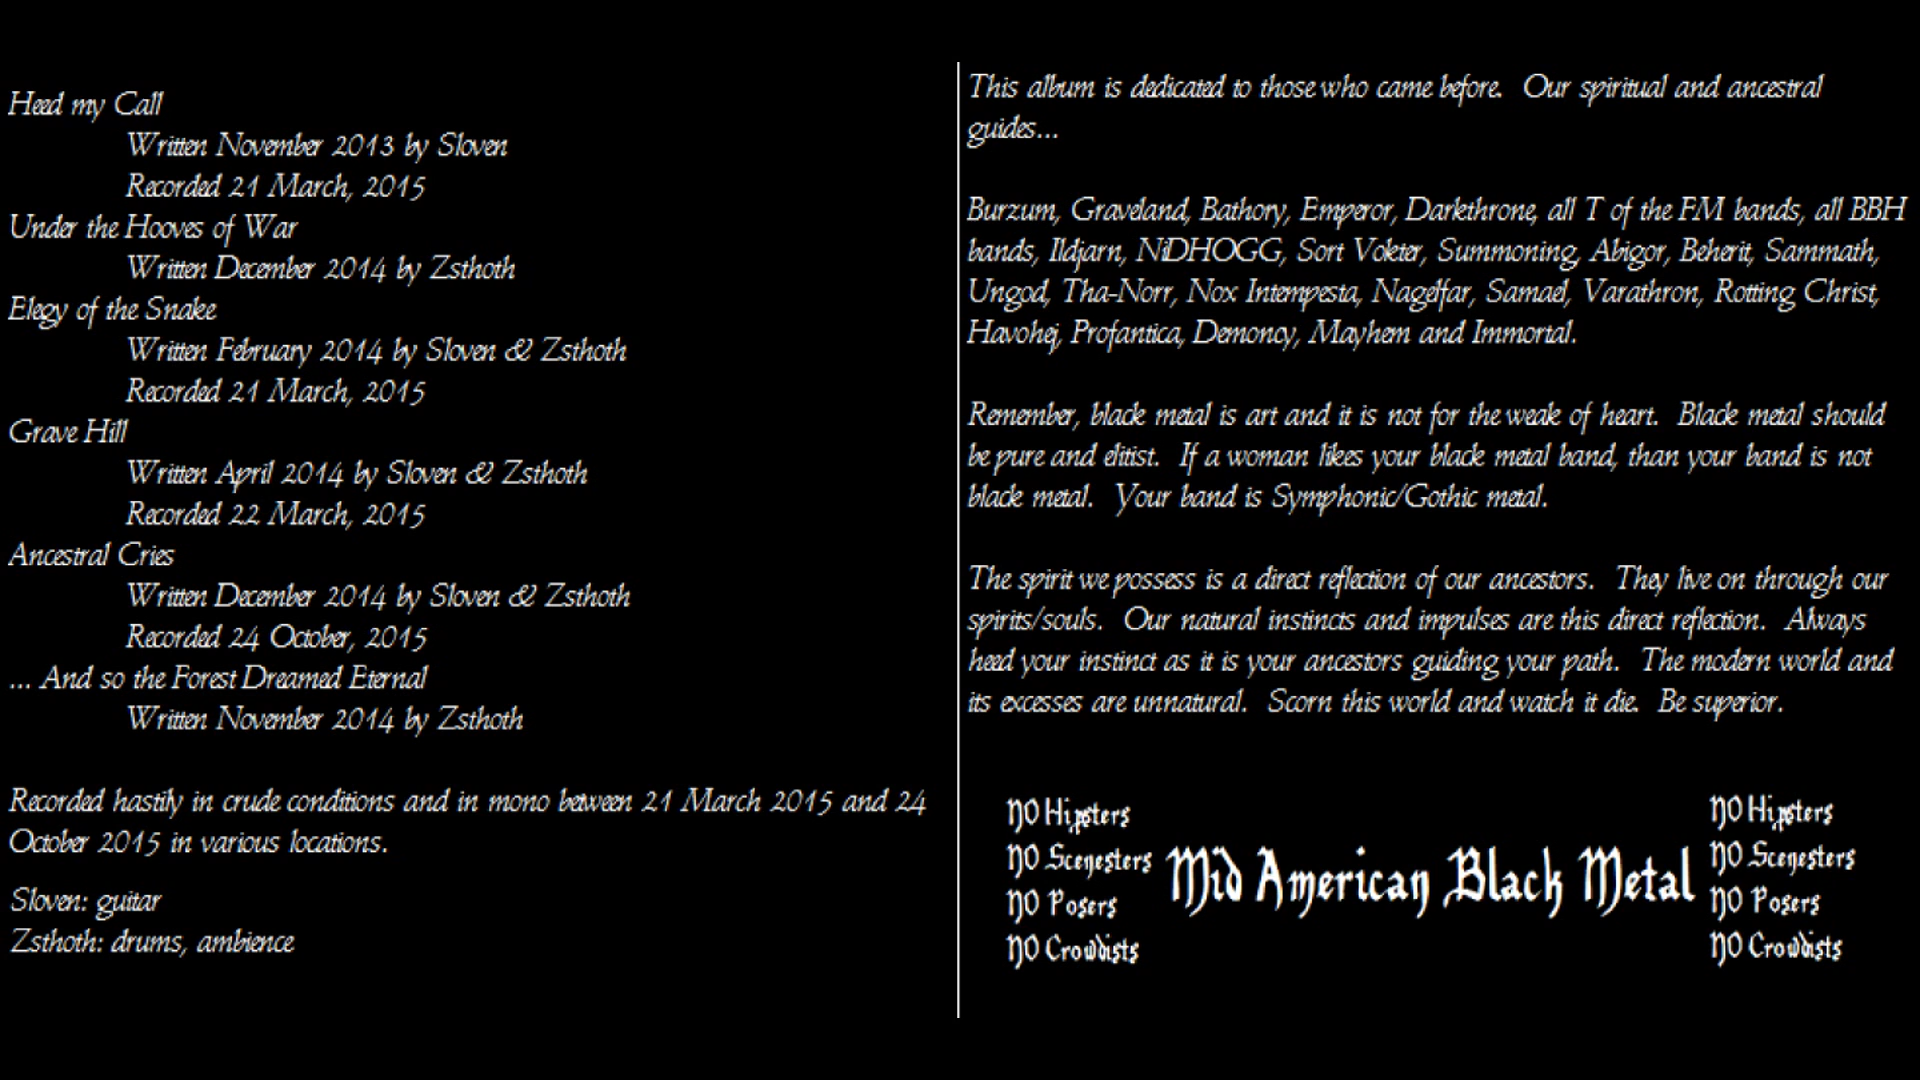 Heed my Call
Written November 2013 by Sloven
Recorded 21 March, 2015
Under the Hooves of War
Written December 2014 by Zsthoth
Elegy of the Snake
Written February 2014 by Sloven & Zsthoth
Recorded 21 March, 2015
Grave Hill
Written April 2014 by Sloven & Zsthoth
Recorded 22 March, 2015
Ancestral Cries
Written December 2014 by Sloven & Zsthoth
Recorded 24 October, 2015
... And so the Forest Dreamed Eternal
Written November 2014 by Zsthoth
Recorded hastily in crude conditions and in mono between 21 March 2015 and 24
October 2015 in various locations.
Sloven: guitar
Zsthoth: drums, ambience
This album is dedicated to those who came before. Our spiritual and ancestral
guides...
Burzum, Graveland, Bathory, Emperor, Darkthrone, all T of the FM bands, all BBH
bands, Ildjarn, NiDHOGG, Sort Vokter, Summoning, Abigor, Beherit, Sammath,
Ungod, Tha-Norr, Nox Intempesta, Nagelfar, Samael, Varathron, Rotting Christ,
Havohej, Profantica, Demoncy, Mayhem and Immortal.
Remember, black metal is art and it is not for the weak of heart. Black metal should
be pure and elitist. If a woman likes your black metal band, than your band is not
black metal. Your band is Symphonic/Gothic metal.
The spirit we possess is a direct reflection of our ancestors. They live on through our
spirits/souls. Our natural instincts and impulses are this direct reflection. Always
heed your instinct as it is your ancestors guiding your path. The modern world and
its excesses are unnatural. Scorn this world and watch it die. Be superior.
NO Hipsters
NO Scenesters
NO Posers
NO Crowdists
Mid American Black Metal
NO Hipsters
NO Scenesters
NO Posers
NO Crowdists